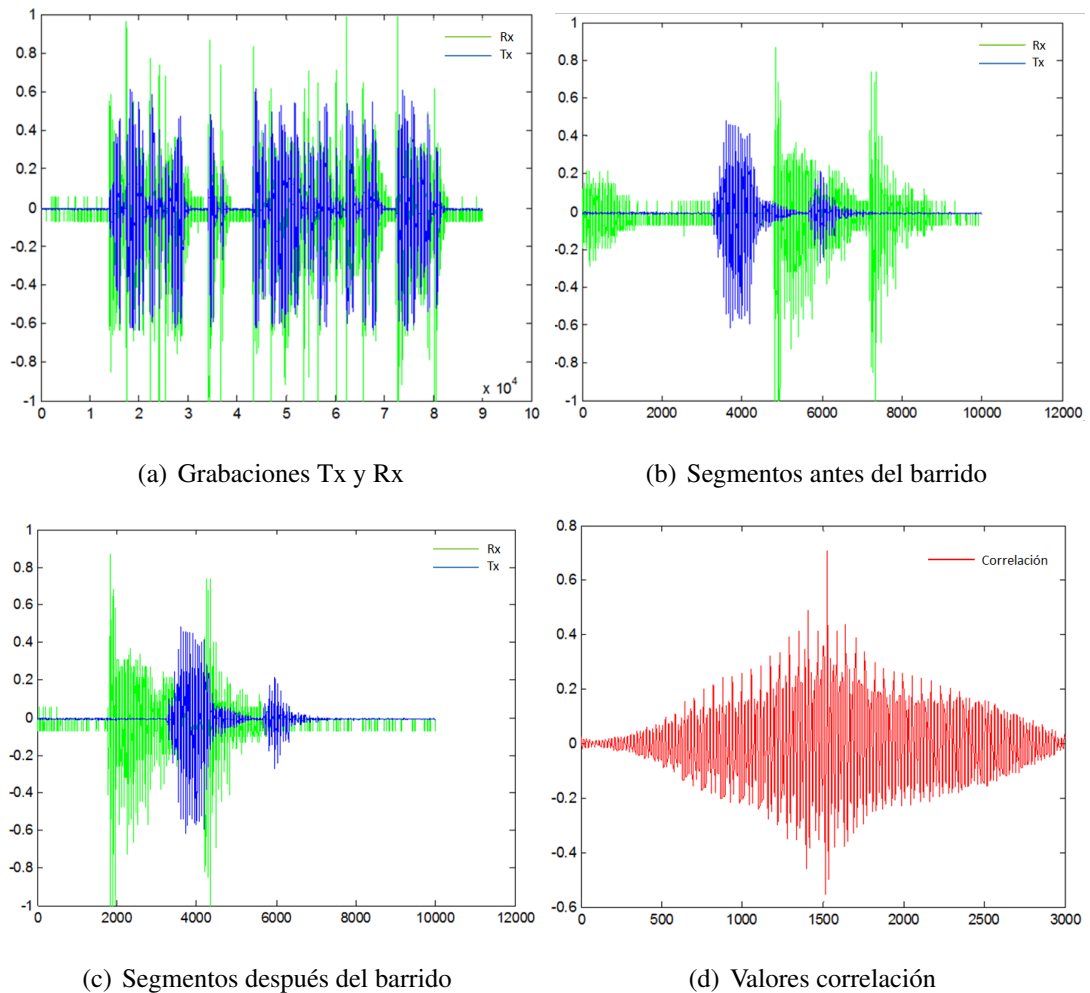 1
0.8
0.6
0.4
0.2
0
-0.2
-0.4
-0.6
-0.8
-1
0 1 2 3 4 5 6 7 8 9 10
x 10^4
Rx
Tx
(a) Grabaciones Tx y Rx
1
0.8
0.6
0.4
0.2
0
-0.2
-0.4
-0.6
-0.8
-1
0 2000 4000 6000 8000 10000 12000
Rx
Tx
(b) Segmentos antes del barrido
1
0.8
0.6
0.4
0.2
0
-0.2
-0.4
-0.6
-0.8
-1
0 2000 4000 6000 8000 10000 12000
Rx
Tx
(c) Segmentos después del barrido
0.8
0.6
0.4
0.2
0
-0.2
-0.4
-0.6
0 500 1000 1500 2000 2500 3000
Correlación
(d) Valores correlación